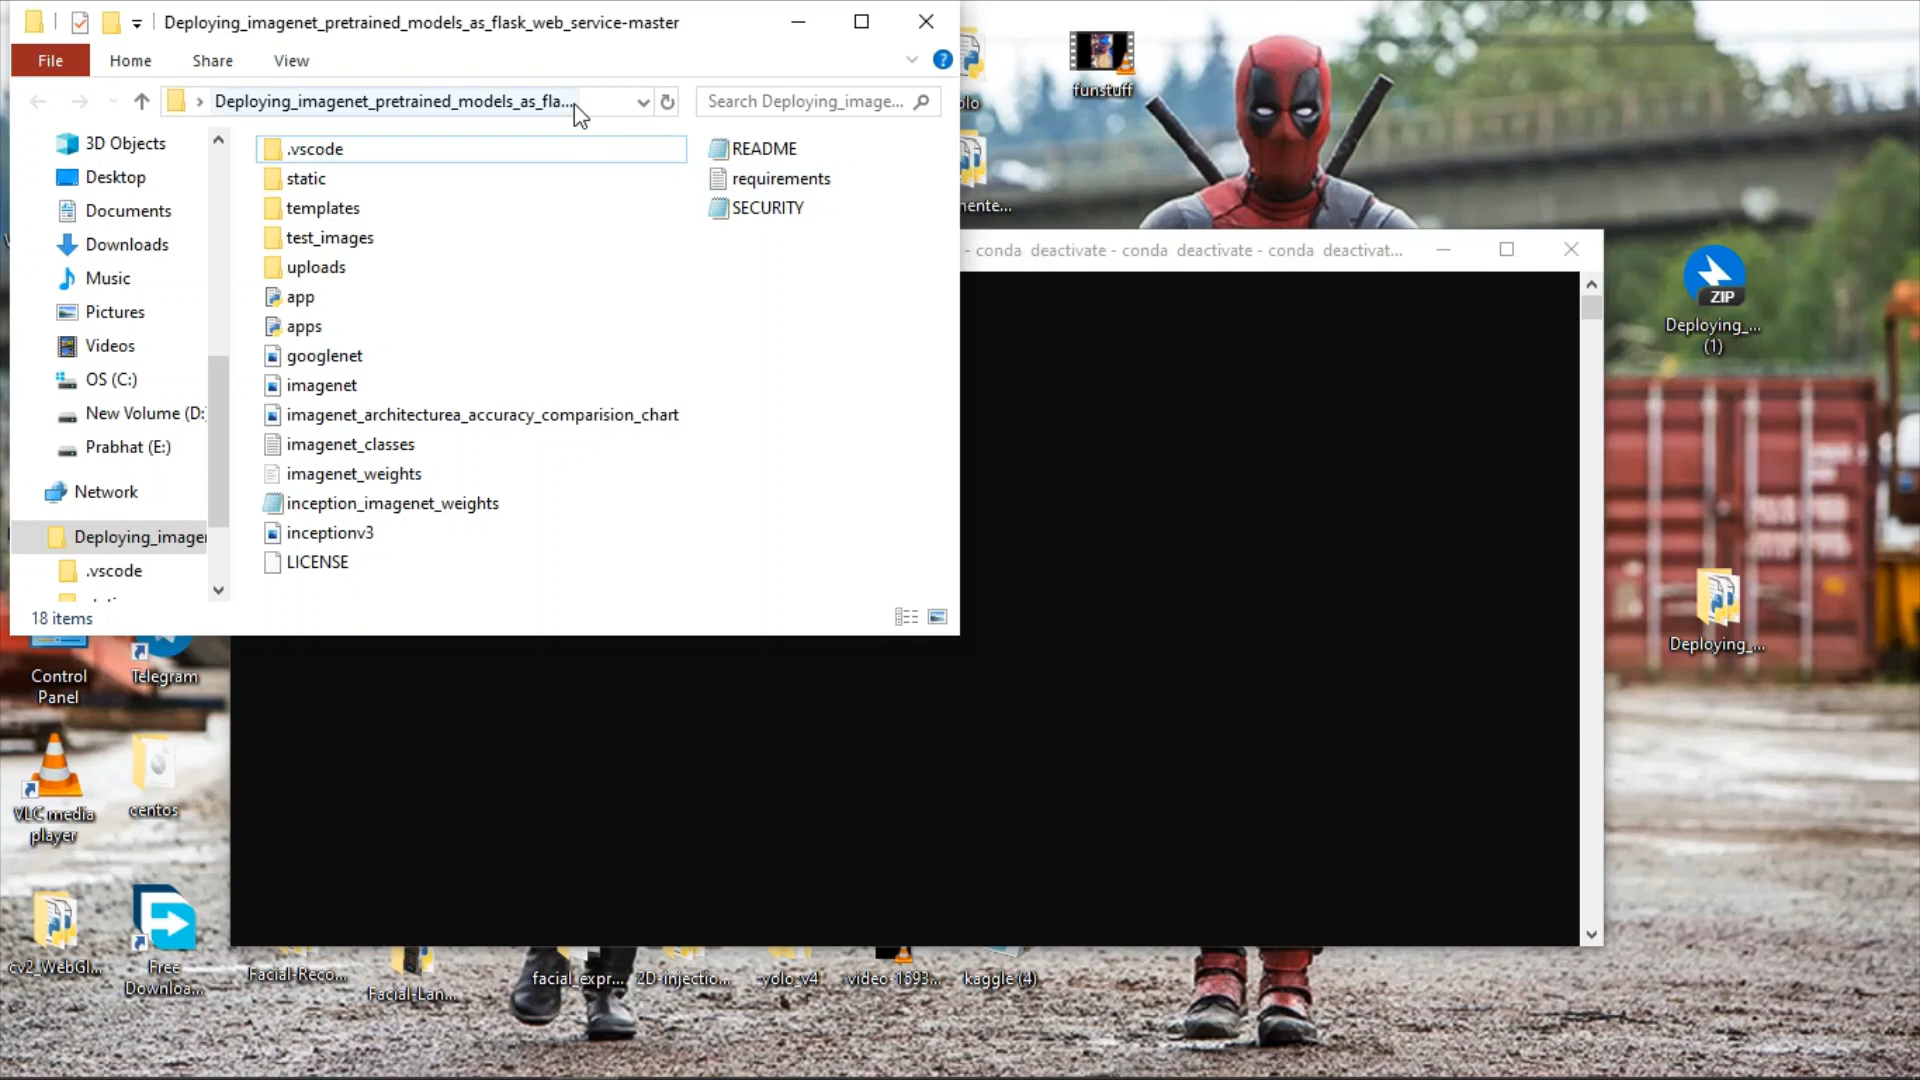 Deploying_imagenet_pretrained_models_as_flask_web_service-master
File
Home
Share
View
Deploying_imagenet_pretrained_models_as_fla...
Search Deploying_image...
3D Objects
Desktop
Documents
Downloads
Music
Pictures
Videos
OS (C:)
New Volume (D:
Prabhat (E:)
Network
Deploying_image
.vscode
.vscode
static
templates
test_images
uploads
app
apps
googlenet
imagenet
imagenet_architecturea_accuracy_comparision_chart
imagenet_classes
imagenet_weights
inception_imagenet_weights
inceptionv3
LICENSE
README
requirements
SECURITY
18 items
- conda deactivate - conda deactivate - conda deactivat...
funstuff
olo
nente...
ZIP
Deploying_...
(1)
Deploying_...
Control
Panel
Telegram
VLC media
player
centos
cv2_WebGl...
Free
Downloa...
Facial-Reco...
Facial-Lan...
facial_expr...
2D-injectio...
yolo_v4
video-1593...
kaggle (4)